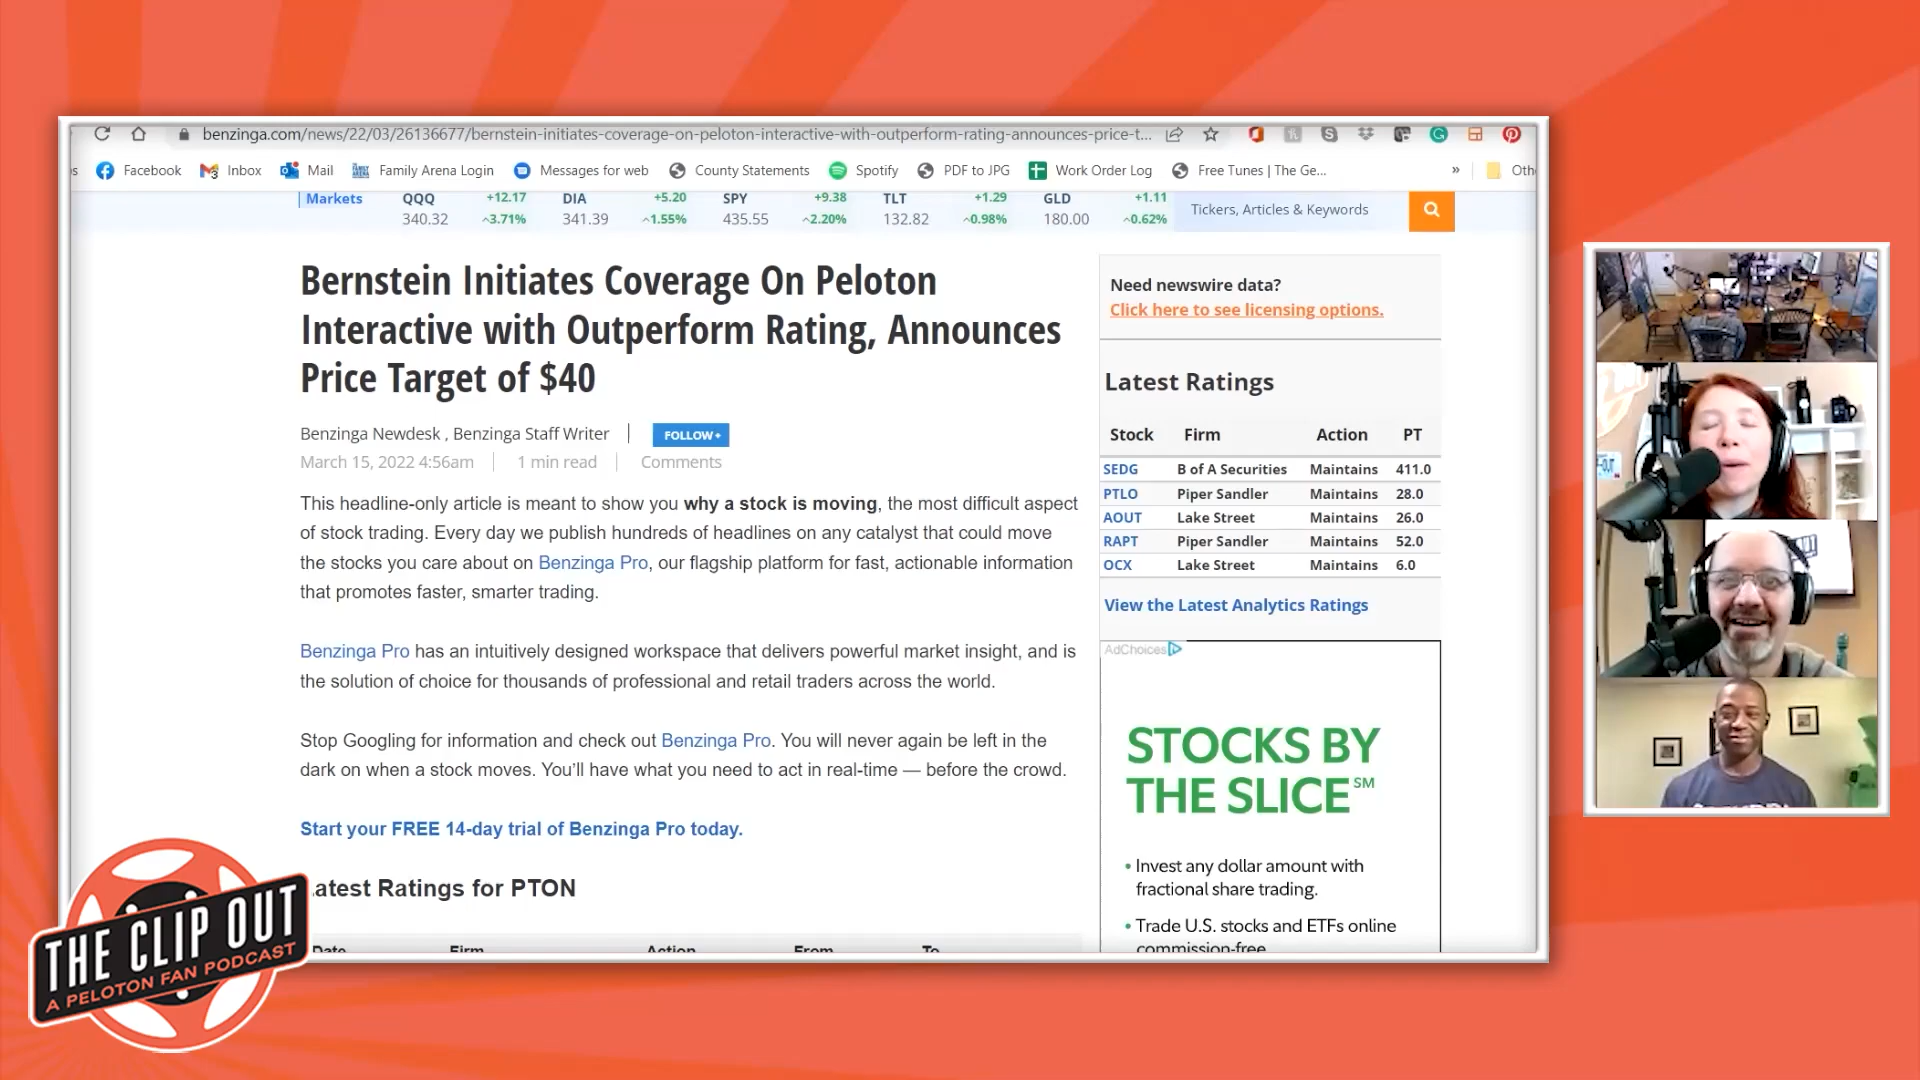 benzinga.com/news/22/03/26136677/bernstein-initiates-coverage-on-peloton-interactive-with-outperform-rating-announces-price-t...
Facebook Inbox Mail Family Arena Login Messages for web County Statements Spotify PDF to JPG Work Order Log Free Tunes | The Ge... »
Markets QQQ +12.17 DIA +5.20 SPY +9.38 TLT +1.29 GLD +1.11
340.32 3.71% 341.39 1.55% 435.55 2.20% 132.82 0.98% 180.00 0.62%
Tickers, Articles & Keywords
Bernstein Initiates Coverage On Peloton
Interactive with Outperform Rating, Announces
Price Target of $40
Benzinga Newdesk , Benzinga Staff Writer | FOLLOW+
March 15, 2022 4:56am | 1 min read | Comments
This headline-only article is meant to show you why a stock is moving, the most difficult aspect
of stock trading. Every day we publish hundreds of headlines on any catalyst that could move
the stocks you care about on Benzinga Pro, our flagship platform for fast, actionable information
that promotes faster, smarter trading.
Benzinga Pro has an intuitively designed workspace that delivers powerful market insight, and is
the solution of choice for thousands of professional and retail traders across the world.
Stop Googling for information and check out Benzinga Pro. You will never again be left in the
dark on when a stock moves. You'll have what you need to act in real-time — before the crowd.
Start your FREE 14-day trial of Benzinga Pro today.
atest Ratings for PTON
Date Firm Action From To
Need newswire data?
Click here to see licensing options.
Latest Ratings
Stock Firm Action PT
SEDG B of A Securities Maintains 411.0
PTLO Piper Sandler Maintains 28.0
AOUT Lake Street Maintains 26.0
RAPT Piper Sandler Maintains 52.0
OCX Lake Street Maintains 6.0
View the Latest Analytics Ratings
AdChoices
STOCKS BY
THE SLICE℠
• Invest any dollar amount with
fractional share trading.
• Trade U.S. stocks and ETFs online
commission-free
THE CLIP OUT
A PELOTON FAN PODCAST